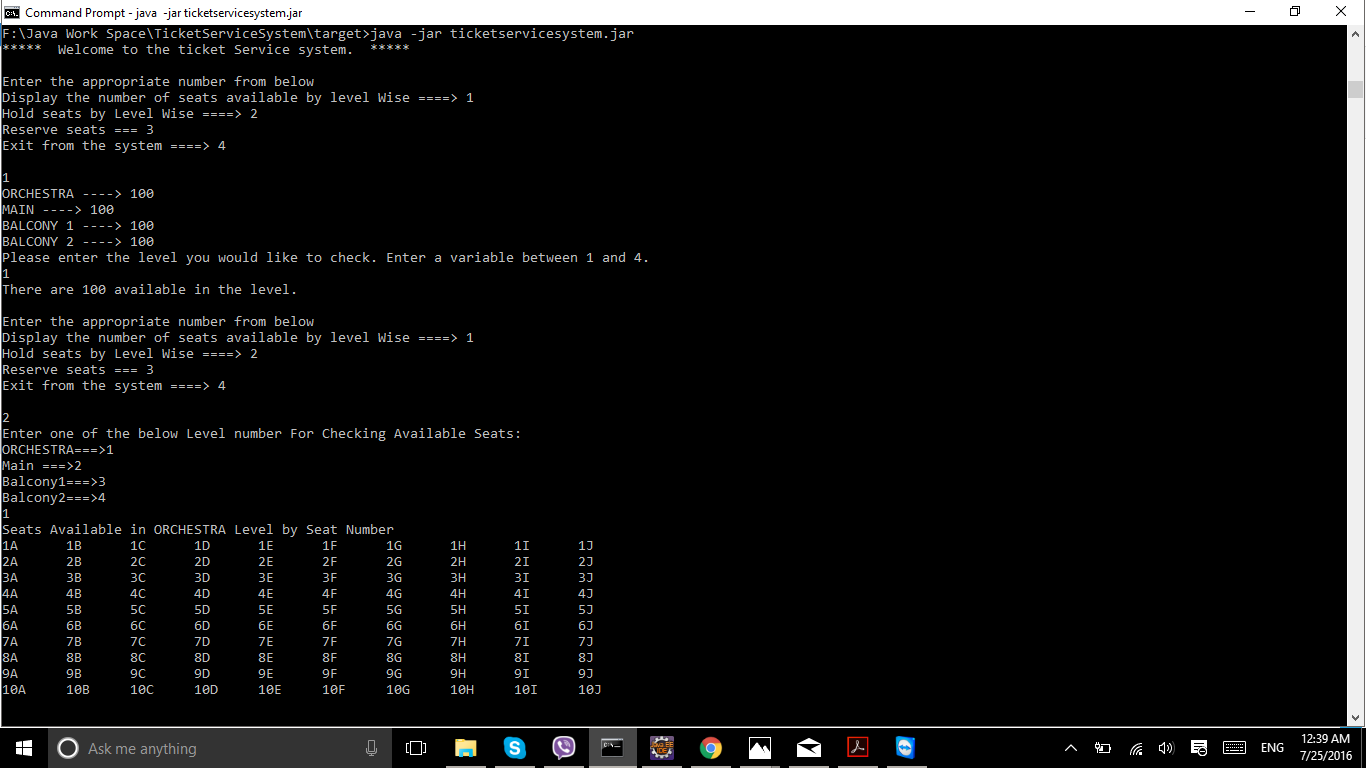 Command Prompt - java -jar ticketservicesystem.jar
F:\Java Work Space\TicketServiceSystem\target>java -jar ticketservicesystem.jar
***** Welcome to the ticket Service system. *****
Enter the appropriate number from below
Display the number of seats available by level Wise ====> 1
Hold seats by Level Wise ====> 2
Reserve seats === 3
Exit from the system ====> 4
1
ORCHESTRA ----> 100
MAIN ----> 100
BALCONY 1 ----> 100
BALCONY 2 ----> 100
Please enter the level you would like to check. Enter a variable between 1 and 4.
1
There are 100 available in the level.
Enter the appropriate number from below
Display the number of seats available by level Wise ====> 1
Hold seats by Level Wise ====> 2
Reserve seats === 3
Exit from the system ====> 4
2
Enter one of the below Level number For Checking Available Seats:
ORCHESTRA===>1
Main ===>2
Balcony1===>3
Balcony2===>4
1
Seats Available in ORCHESTRA Level by Seat Number
1A 1B 1C 1D 1E 1F 1G 1H 1I 1J
2A 2B 2C 2D 2E 2F 2G 2H 2I 2J
3A 3B 3C 3D 3E 3F 3G 3H 3I 3J
4A 4B 4C 4D 4E 4F 4G 4H 4I 4J
5A 5B 5C 5D 5E 5F 5G 5H 5I 5J
6A 6B 6C 6D 6E 6F 6G 6H 6I 6J
7A 7B 7C 7D 7E 7F 7G 7H 7I 7J
8A 8B 8C 8D 8E 8F 8G 8H 8I 8J
9A 9B 9C 9D 9E 9F 9G 9H 9I 9J
10A 10B 10C 10D 10E 10F 10G 10H 10I 10J
Ask me anything
ENG
12:39 AM
7/25/2016